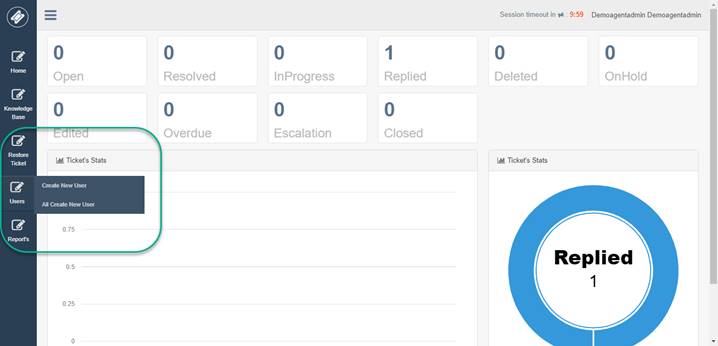 Session timeout in 9:59 Demoagentadmin Demoagentadmin
Home
Knowledge
Base
Restore
Ticket
Users
Create New User
All Create New User
Report's
0 0 0 1 0 0
Open Resolved InProgress Replied Deleted OnHold
0 0 0 0
Edited Overdue Escalation Closed
Ticket's Stats
0.75
0.5
0.25
0
Ticket's Stats
Replied
1